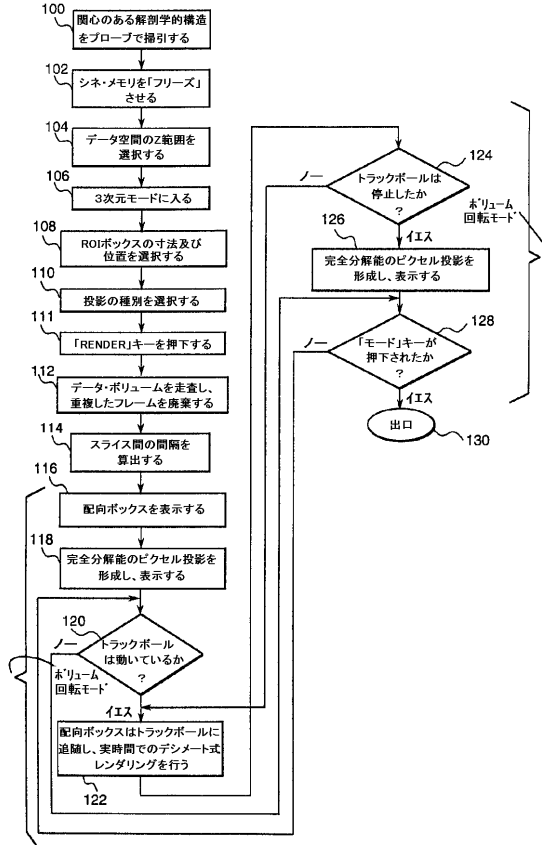 100
関心のある解剖学的構造
をプローブで掃引する
102
シネ・メモリを「フリーズ」
させる
104
データ空間のZ範囲を
選択する
106
3次元モードに入る
108
ROIボックスの寸法及び
位置を選択する
110
投影の種別を選択する
111
「RENDER」キーを押下する
112
データ・ボリュームを走査し、
重複したフレームを廃棄する
114
スライス間の間隔を
算出する
116
配向ボックスを表示する
118
完全分解能のピクセル投影を
形成し、表示する
120
ノー
トラックボール
は動いているか
?
ボリューム
回転モード
イエス
配向ボックスはトラックボールに
追随し、実時間でのデシメート式
レンダリングを行う
122
124
ノー
トラックボールは
停止したか
?
ボリューム
回転モード
イエス
126
完全分解能のピクセル投影を
形成し、表示する
128
ノー
「モード」キーが
押下されたか
?
イエス
出口
130